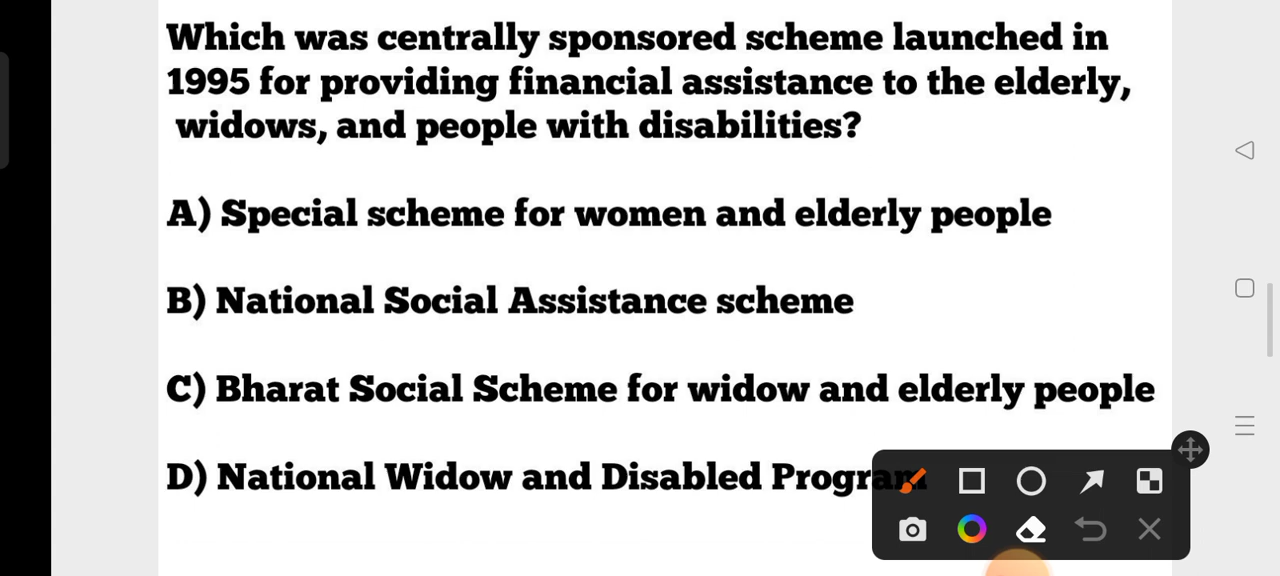 Which was centrally sponsored scheme launched in
1995 for providing financial assistance to the elderly,
widows, and people with disabilities?
A) Special scheme for women and elderly people
B) National Social Assistance scheme
C) Bharat Social Scheme for widow and elderly people
D) National Widow and Disabled Program